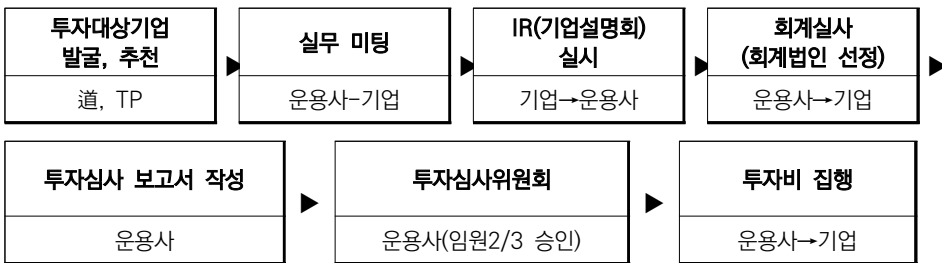 투자대상기업
발굴, 추천
道, TP
▶
실무 미팅
운용사-기업
▶
IR(기업설명회)
실시
기업→운용사
▶
회계실사
(회계법인 선정)
운용사→기업
▶
투자심사 보고서 작성
운용사
▶
투자심사위원회
운용사(임원2/3 승인)
▶
투자비 집행
운용사→기업